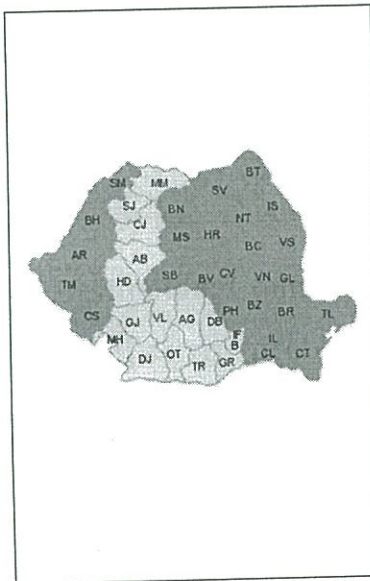 BT
SM MM SV
SJ BN IS
BH CJ NT
MS HR
BC VS
AR AB
SB CV
TM HD BV VN GL
CS GJ VL AG DB PH BZ BR TL
MH IF
B IL
DJ OT TR GR CL CT